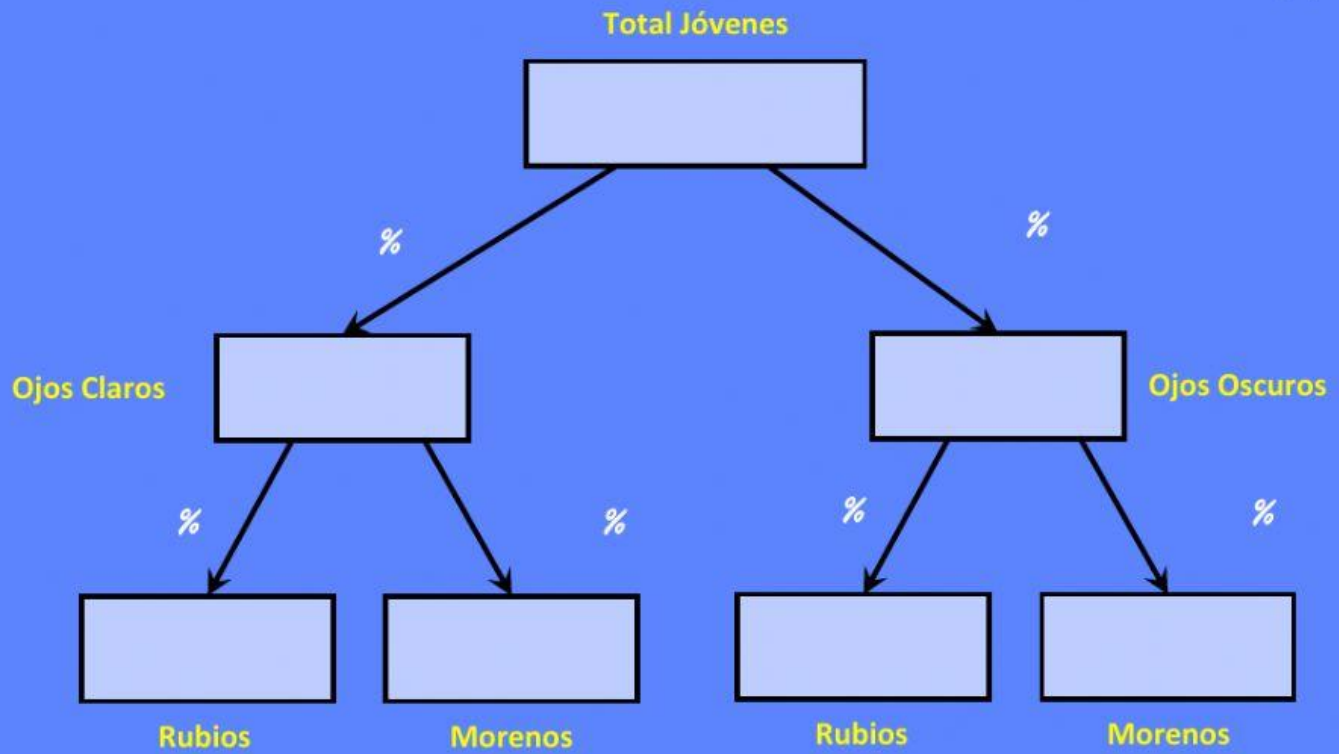 Total Jóvenes
%
%
Ojos Claros
Ojos Oscuros
%
%
%
%
Rubios
Morenos
Rubios
Morenos